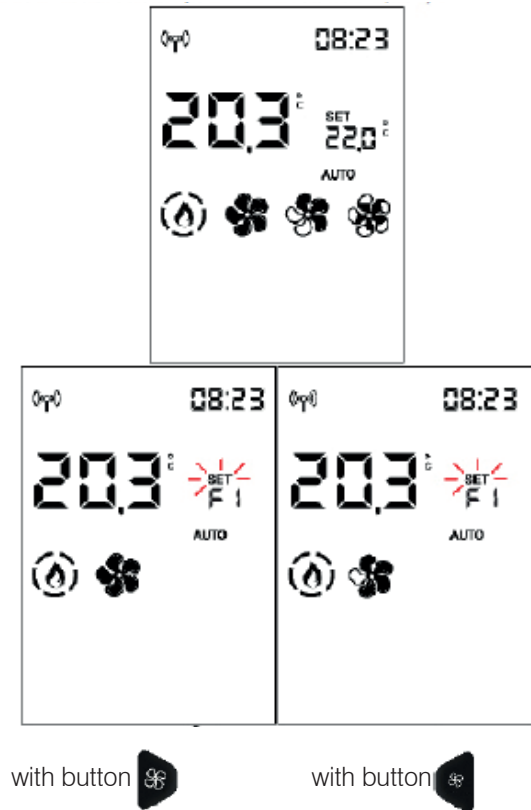 08:23
20,3 °C
SET
22,0 °C
AUTO
08:23 08:23
20,3 °C SET 20,3 °C SET
F1 F1
AUTO AUTO
with button with button